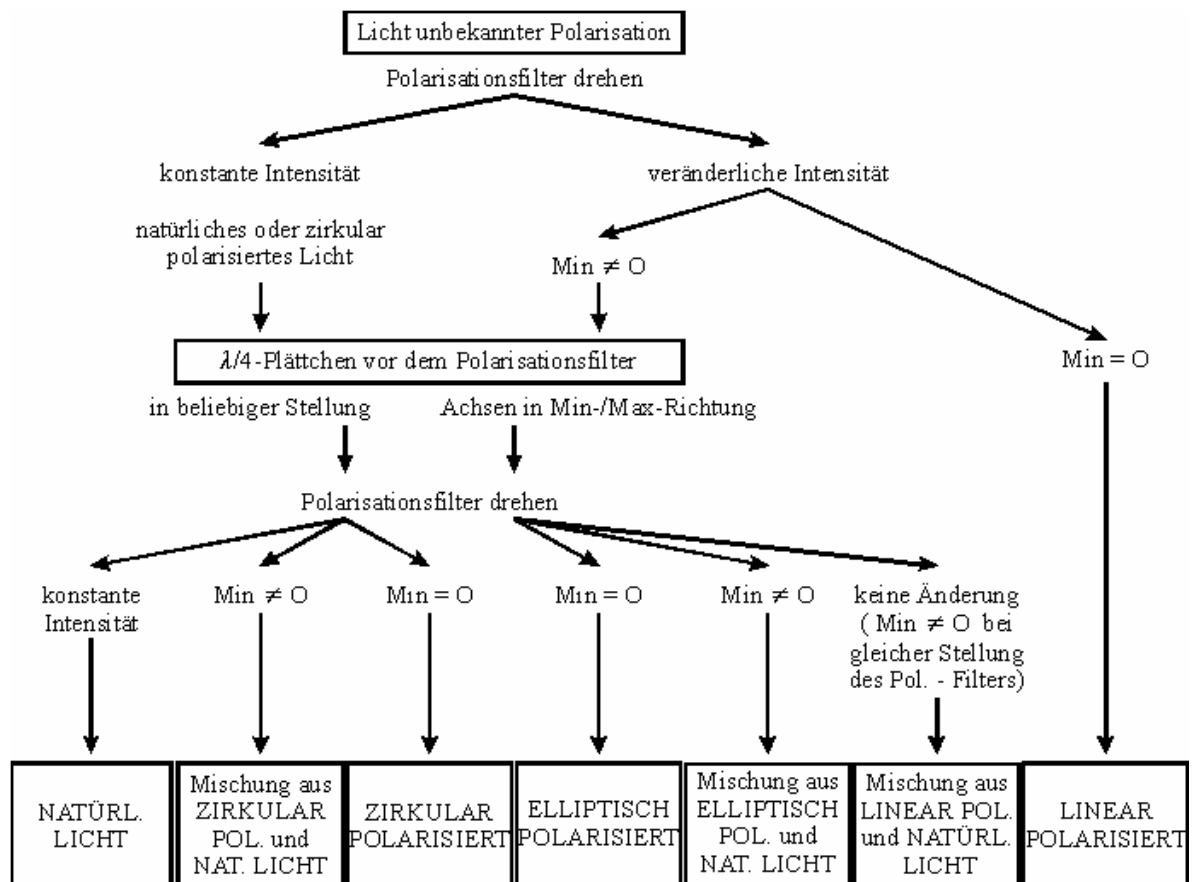 Licht unbekannter Polarisation
Polarisationsfilter drehen
konstante Intensität
veränderliche Intensität
natürliches oder zirkular
polarisiertes Licht
Min ≠ O
Min = O
λ/4-Plättchen vor dem Polarisationsfilter
in beliebiger Stellung
Achsen in Min-/Max-Richtung
Polarisationsfilter drehen
konstante
Intensität
Min ≠ O
Min = O
Min = O
Min ≠ O
keine Änderung
( Min ≠ O bei
gleicher Stellung
des Pol. - Filters)
NATÜRL.
LICHT
Mischung aus
ZIRKULAR
POL. und
NAT. LICHT
ZIRKULAR
POLARISIERT
ELLIPTISCH
POLARISIERT
Mischung aus
ELLIPTISCH
POL. und
NAT. LICHT
Mischung aus
LINEAR POL.
und NATÜRL.
LICHT
LINEAR
POLARISIERT